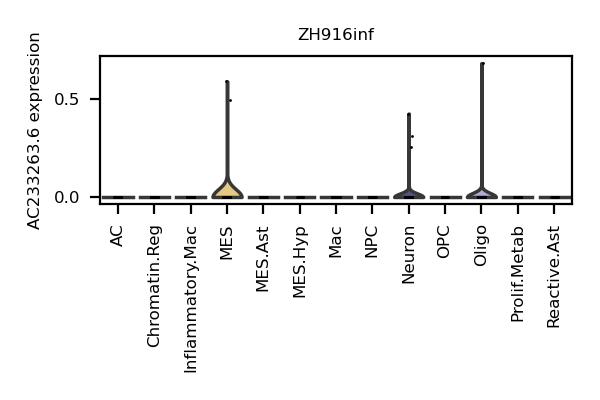 ZH916inf
AC233263.6 expression
0.5
0.0
AC
Chromatin.Reg
Inflammatory.Mac
MES
MES.Ast
MES.Hyp
Mac
NPC
Neuron
OPC
Oligo
Prolif.Metab
Reactive.Ast